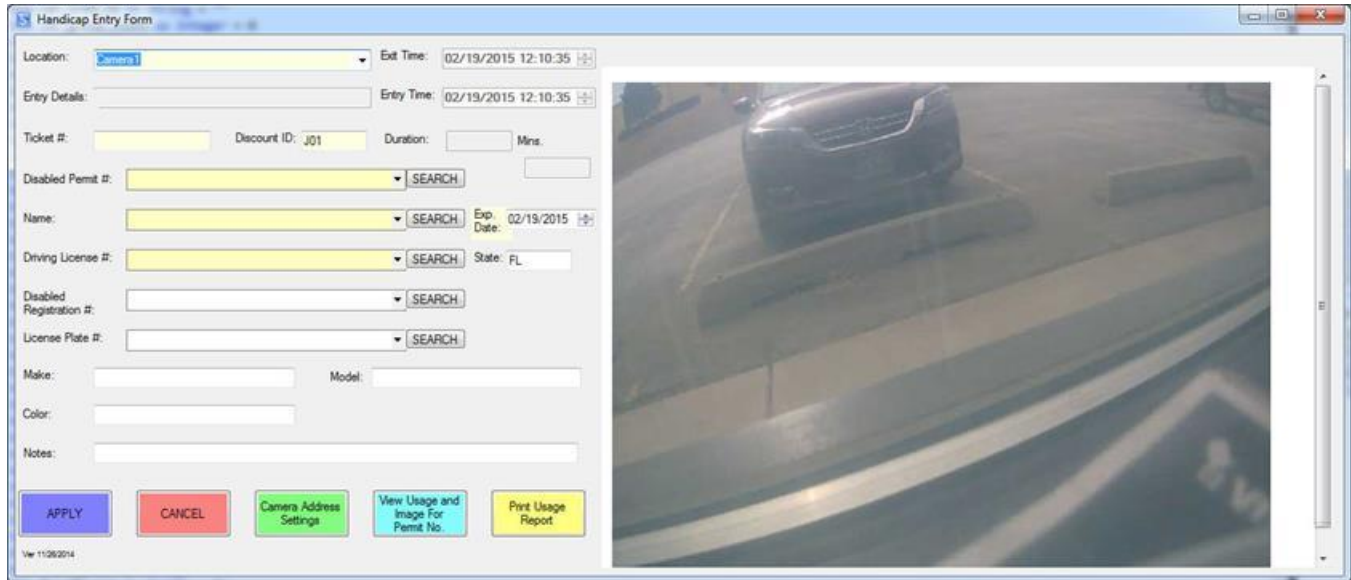 Handicap Entry Form
Location: Camera1 Exit Time: 02/19/2015 12:10:35
Entry Details: Entry Time: 02/19/2015 12:10:35
Ticket #: Discount ID: J01 Duration: Mins.
Disabled Permit #: SEARCH
Name: SEARCH Exp. Date: 02/19/2015
Driving License #: SEARCH State: FL
Disabled Registration #: SEARCH
License Plate #: SEARCH
Make: Model:
Color:
Notes:
APPLY CANCEL Camera Address Settings View Usage and Image For Permit No. Print Usage Report
Ver 11/26/2014